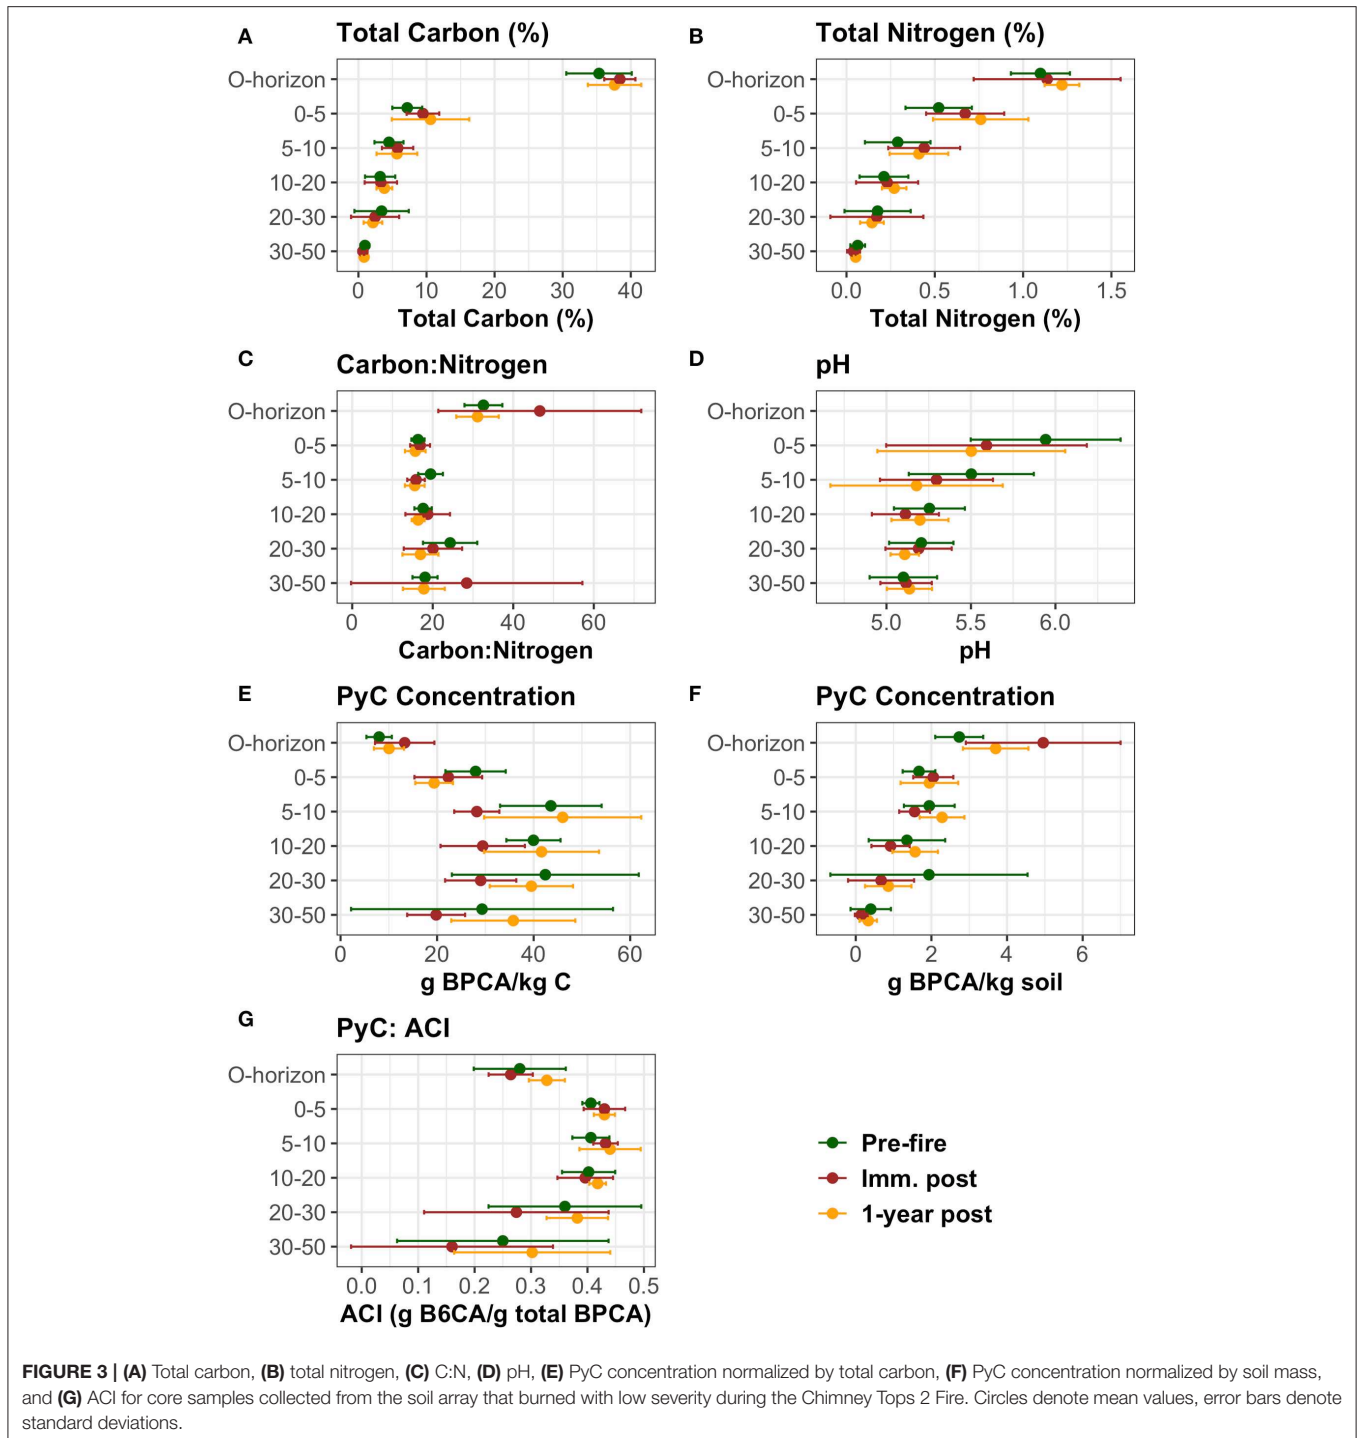 A Total Carbon (%)
O-horizon
0-5
5-10
10-20
20-30
30-50
0 10 20 30 40
Total Carbon (%)
B Total Nitrogen (%)
O-horizon
0-5
5-10
10-20
20-30
30-50
0.0 0.5 1.0 1.5
Total Nitrogen (%)
C Carbon:Nitrogen
O-horizon
0-5
5-10
10-20
20-30
30-50
0 20 40 60
Carbon:Nitrogen
D pH
O-horizon
0-5
5-10
10-20
20-30
30-50
5.0 5.5 6.0
pH
E PyC Concentration
O-horizon
0-5
5-10
10-20
20-30
30-50
0 20 40 60
g BPCA/kg C
F PyC Concentration
O-horizon
0-5
5-10
10-20
20-30
30-50
0 2 4 6
g BPCA/kg soil
G PyC: ACI
O-horizon
0-5
5-10
10-20
20-30
30-50
0.0 0.1 0.2 0.3 0.4 0.5
ACI (g B6CA/g total BPCA)
Pre-fire
Imm. post
1-year post
FIGURE 3 | (A) Total carbon, (B) total nitrogen, (C) C:N, (D) pH, (E) PyC concentration normalized by total carbon, (F) PyC concentration normalized by soil mass,
and (G) ACI for core samples collected from the soil array that burned with low severity during the Chimney Tops 2 Fire. Circles denote mean values, error bars denote
standard deviations.